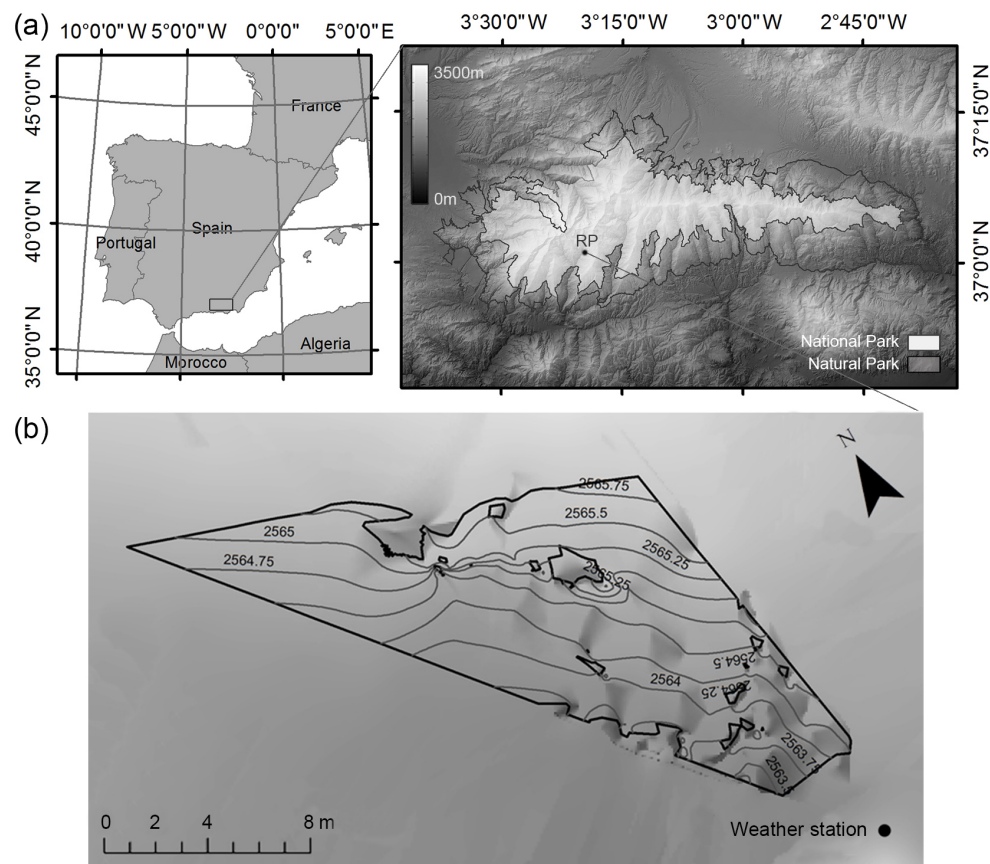 (a)
10°0'0"W 5°0'0"W 0°0'0" 5°0'0"E
45°0'0"N
40°0'0"N
35°0'0"N
France
Spain
Portugal
Algeria
Morocco
3°30'0"W 3°15'0"W 3°0'0"W 2°45'0"W
3500m
0m
37°15'0"N
37°0'0"N
RP
National Park
Natural Park
(b)
N
2565.75
2565.5
2565
2565.25
2564.75
2565.25
2564.5
2564
2564.25
2563.75
2563.5
0 2 4 8 m
Weather station